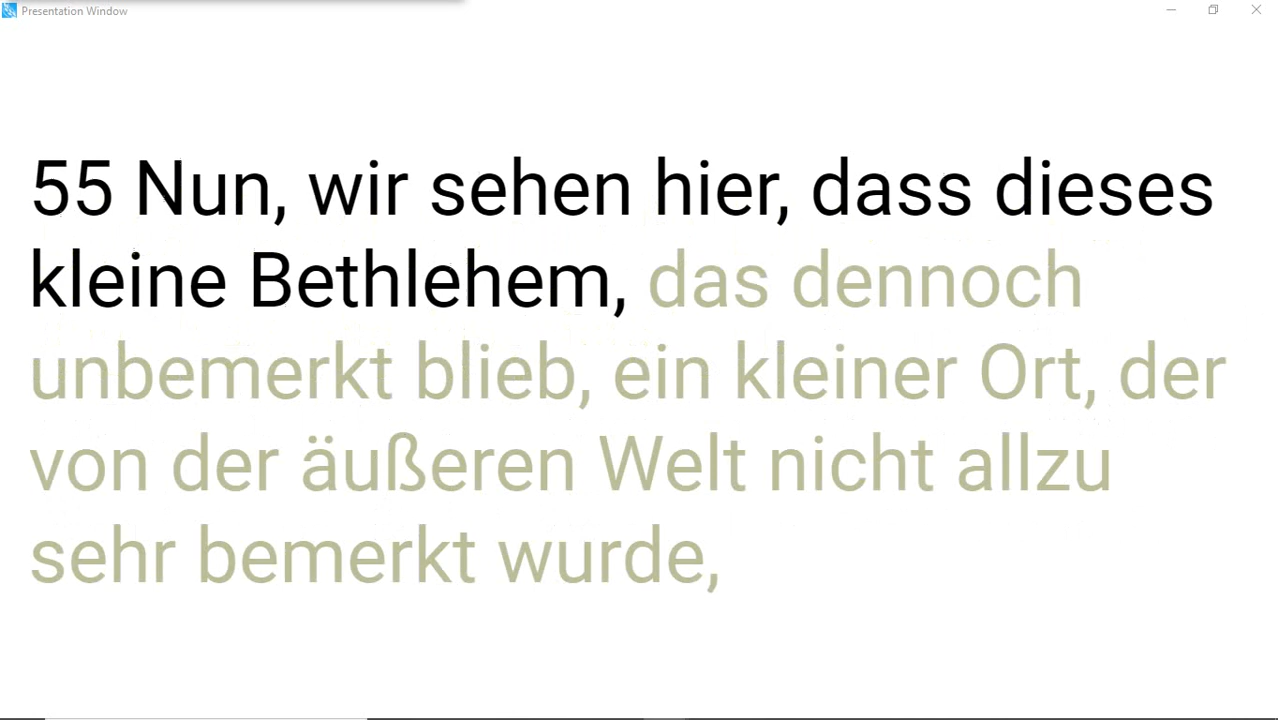 Presentation Window
55 Nun, wir sehen hier, dass dieses
kleine Bethlehem, das dennoch
unbemerkt blieb, ein kleiner Ort, der
von der äußeren Welt nicht allzu
sehr bemerkt wurde,